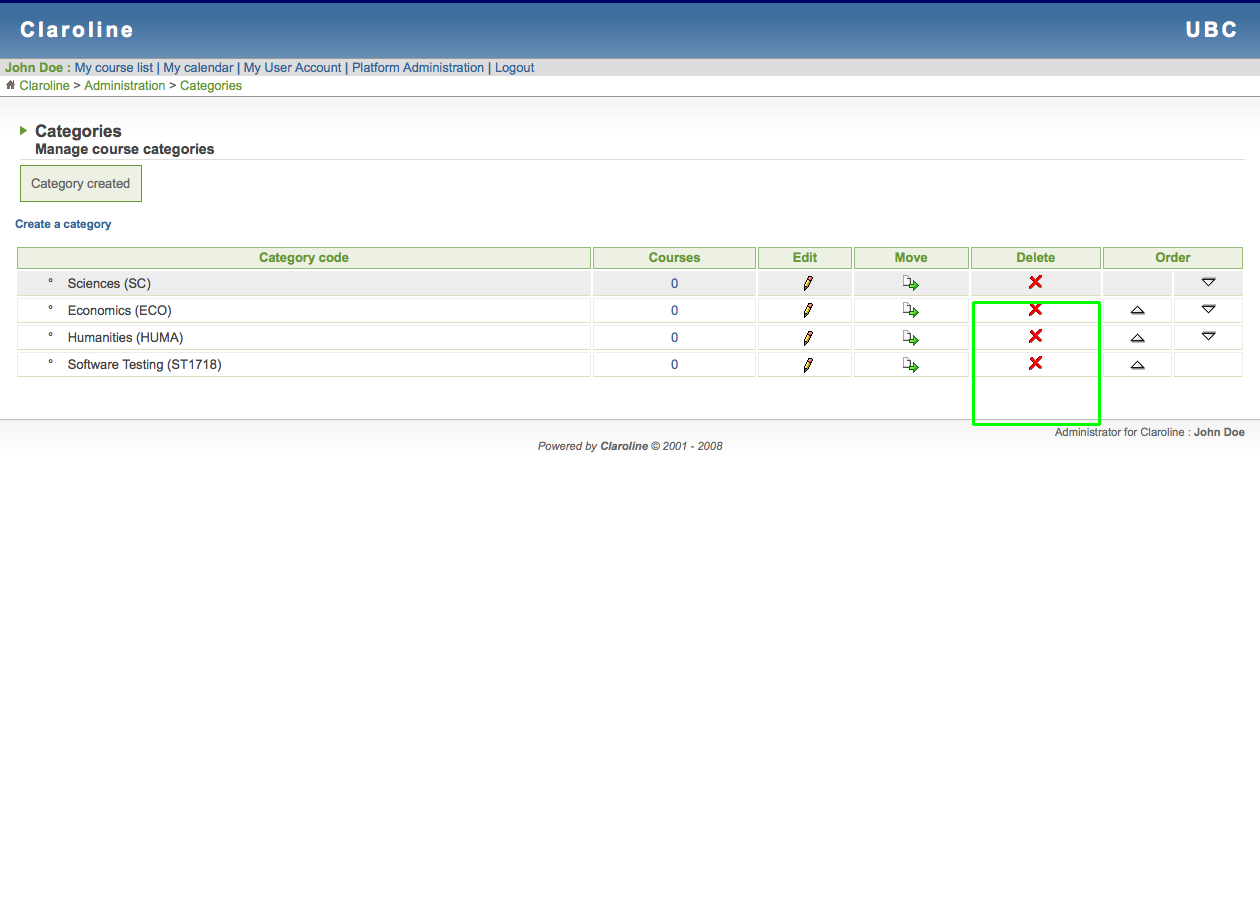 Claroline UBC
John Doe : My course list | My calendar | My User Account | Platform Administration | Logout
Claroline > Administration > Categories
Categories
Manage course categories
Category created
Create a category
Category code Courses Edit Move Delete Order
° Sciences (SC) 0
° Economics (ECO) 0
° Humanities (HUMA) 0
° Software Testing (ST1718) 0
Administrator for Claroline : John Doe
Powered by Claroline © 2001 - 2008